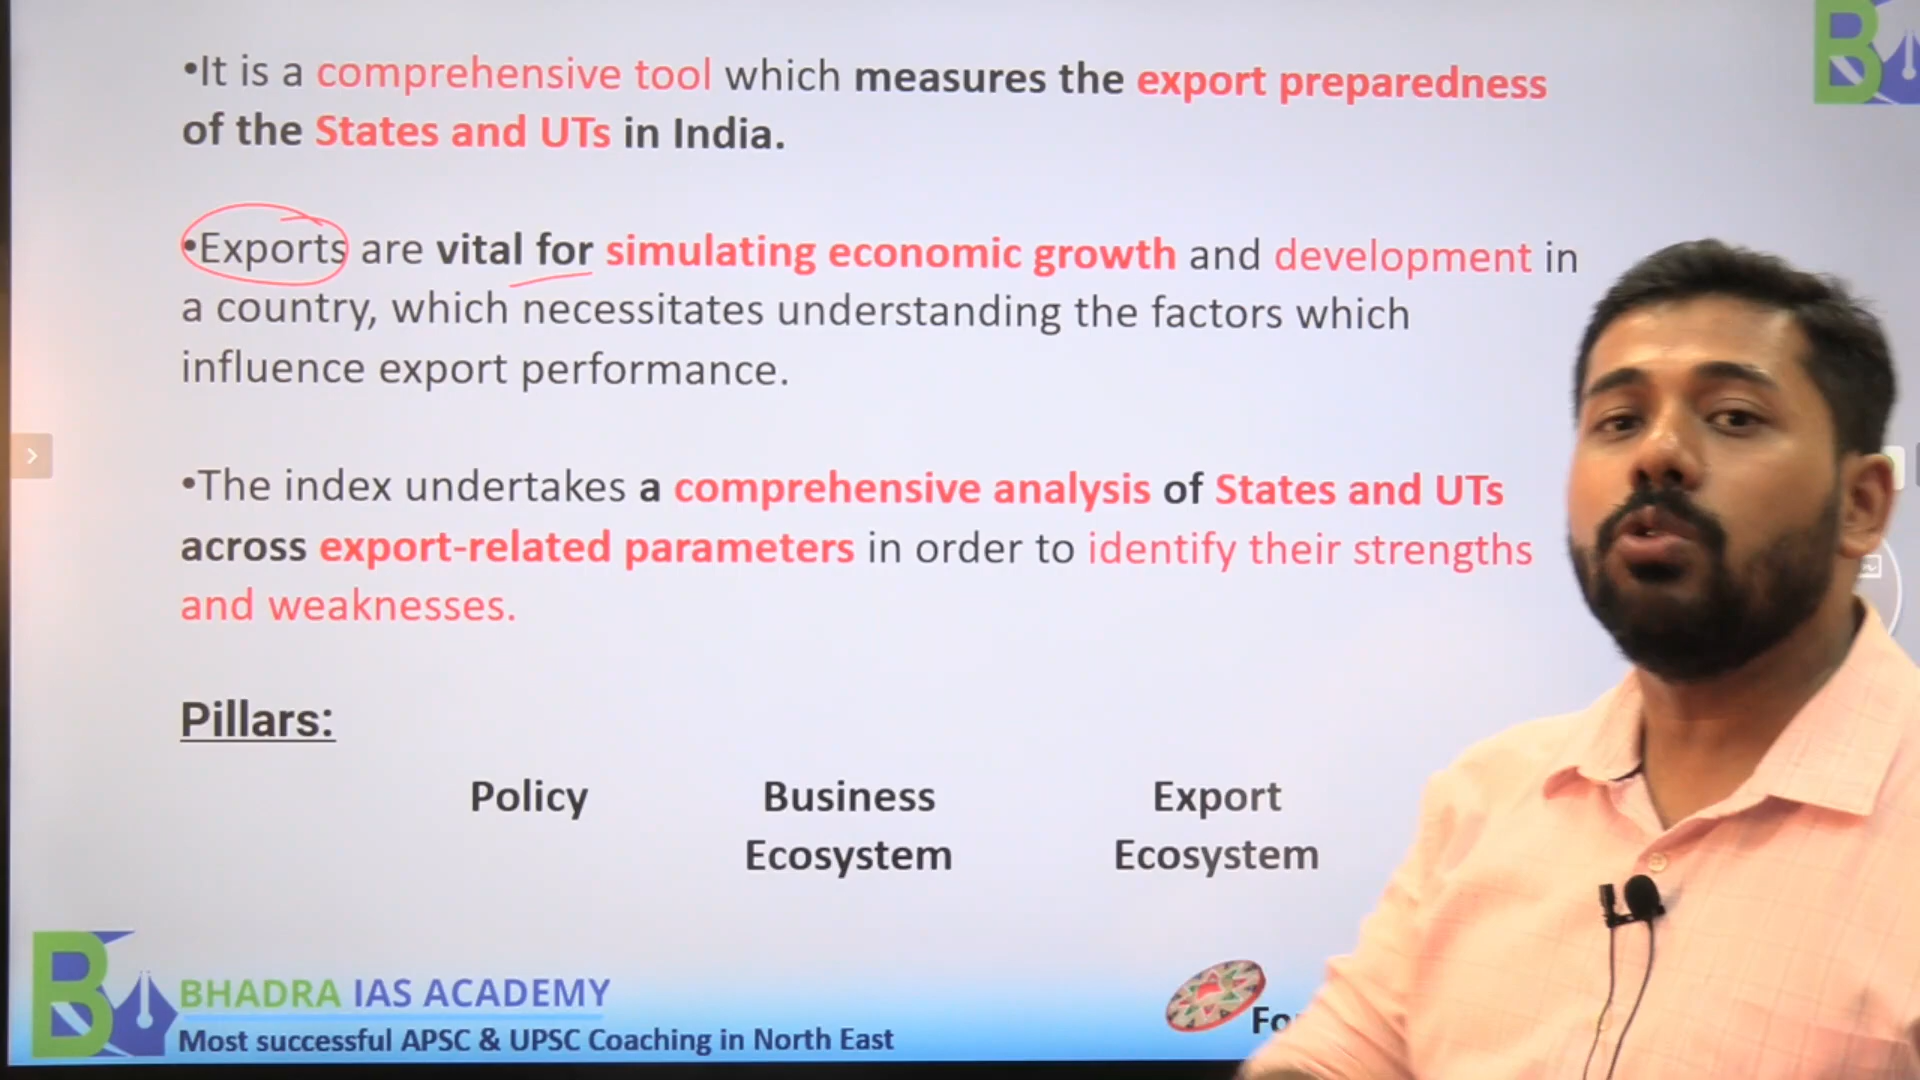 •It is a comprehensive tool which measures the export preparedness
of the States and UTs in India.
•Exports are vital for simulating economic growth and development in
a country, which necessitates understanding the factors which
influence export performance.
•The index undertakes a comprehensive analysis of States and UTs
across export-related parameters in order to identify their strengths
and weaknesses.
Pillars:
Policy
Business
Ecosystem
Export
Ecosystem
BHADRA IAS ACADEMY
Most successful APSC & UPSC Coaching in North East